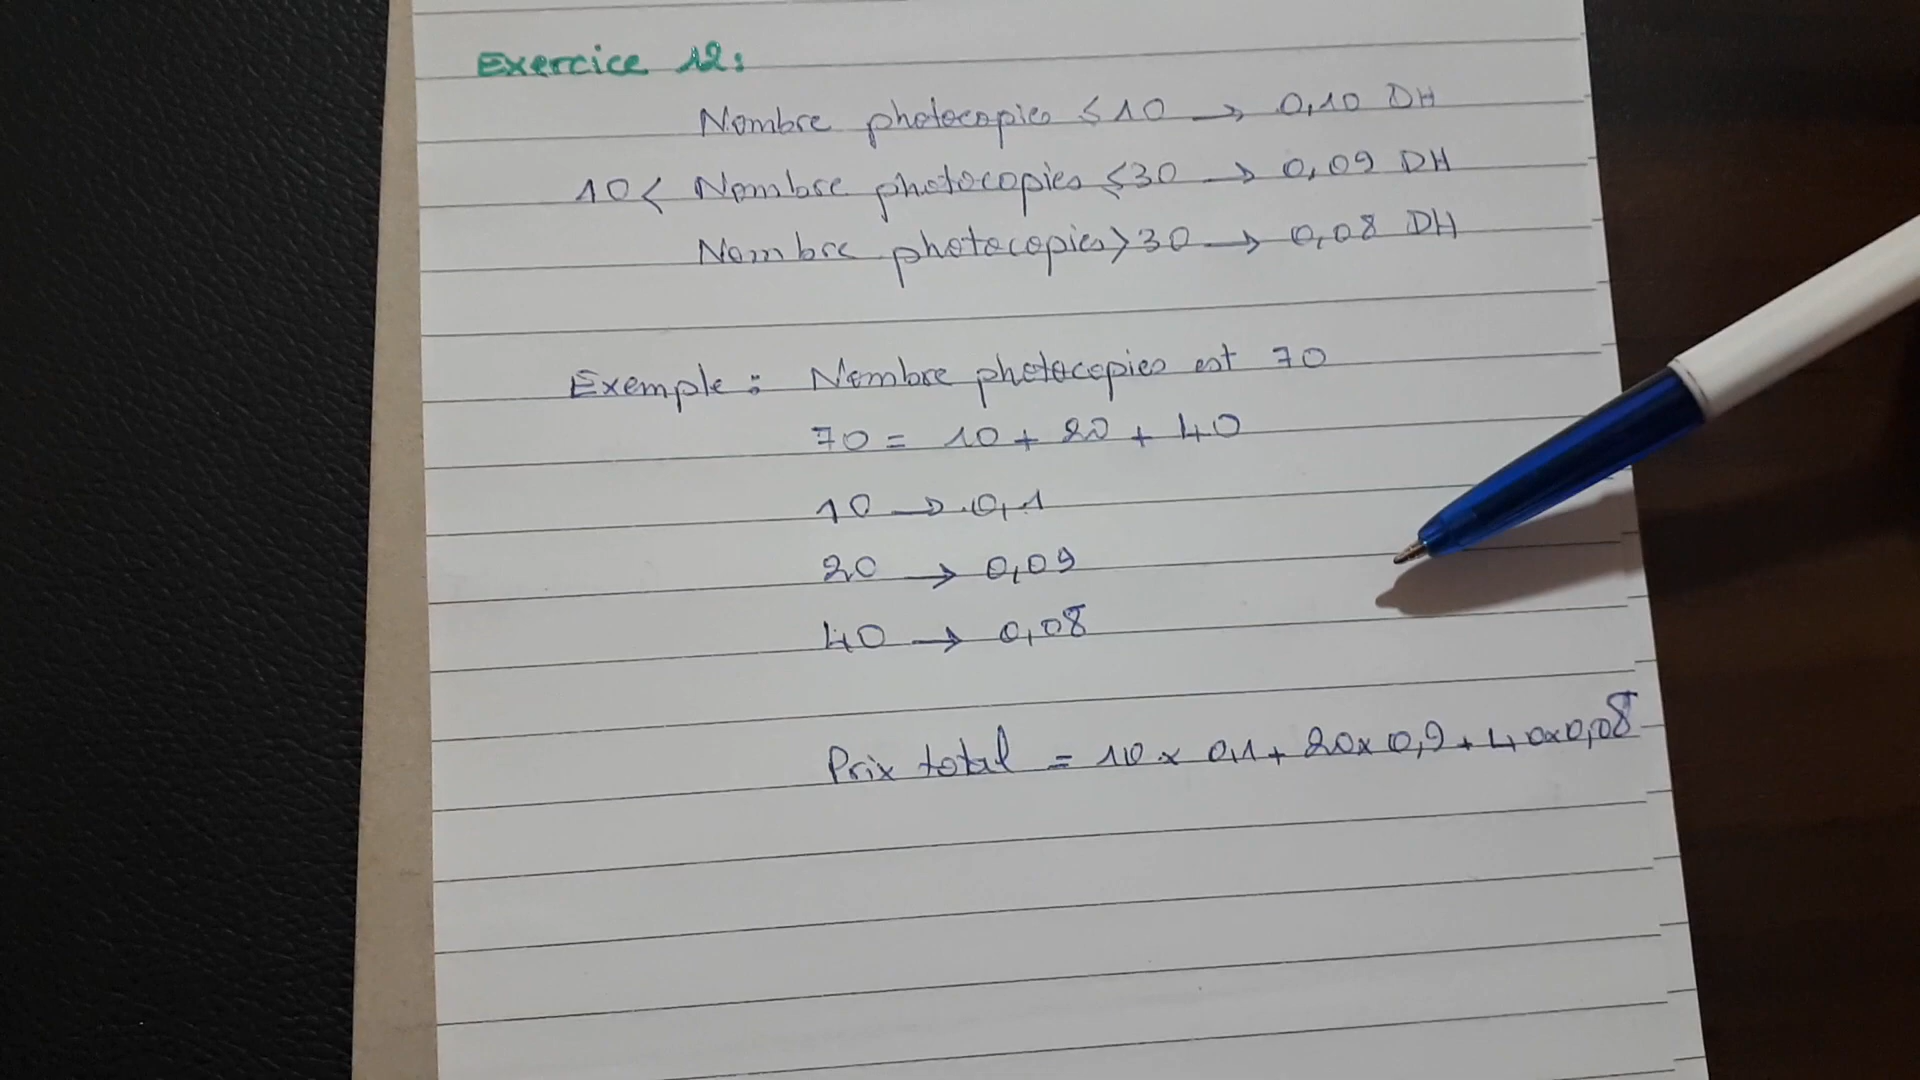 Exercice 12:
Nombre photocopies ≤ 10 → 0,10 DH
10 < Nombre photocopies ≤ 30 → 0,09 DH
Nombre photocopies > 30 → 0,08 DH
Exemple : Nombre photocopies est 70
70 = 10 + 20 + 40
10 → 0,1
20 → 0,09
40 → 0,08
Prix total = 10 x 0,1 + 20 x 0,9 + 40 x 0,08